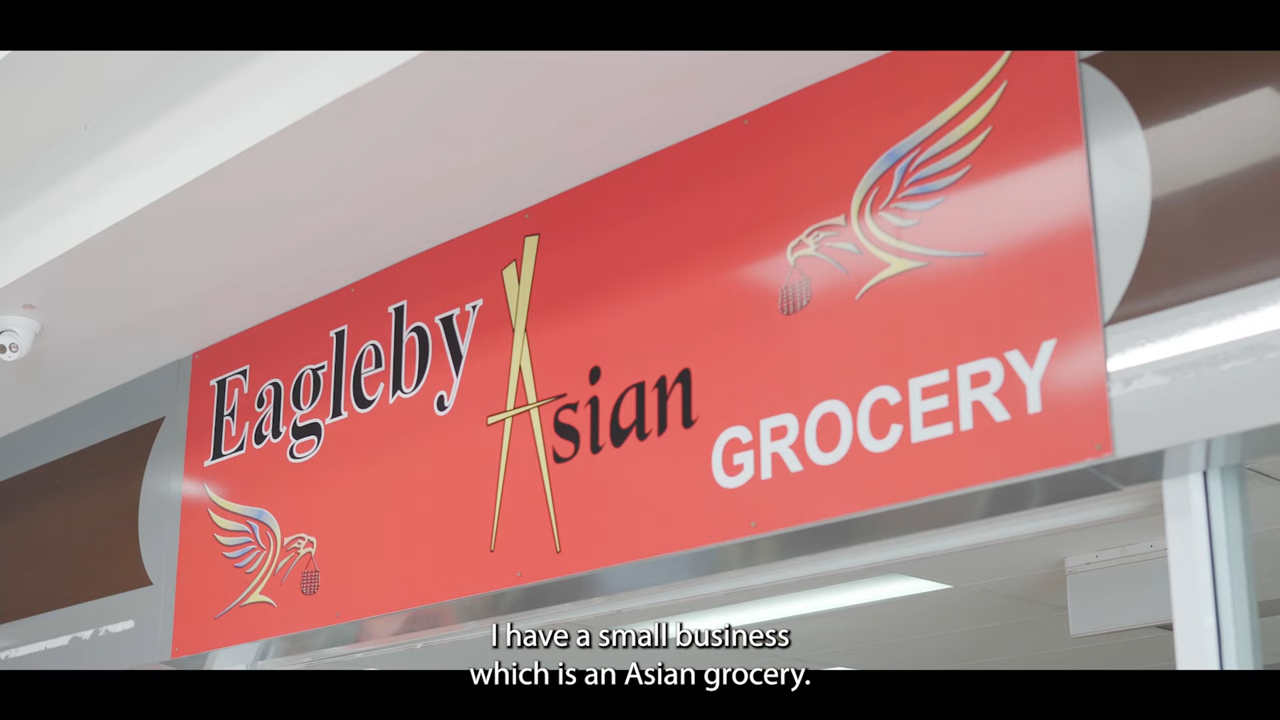 Eagleby Asian GROCERY
I have a small business
which is an Asian grocery.